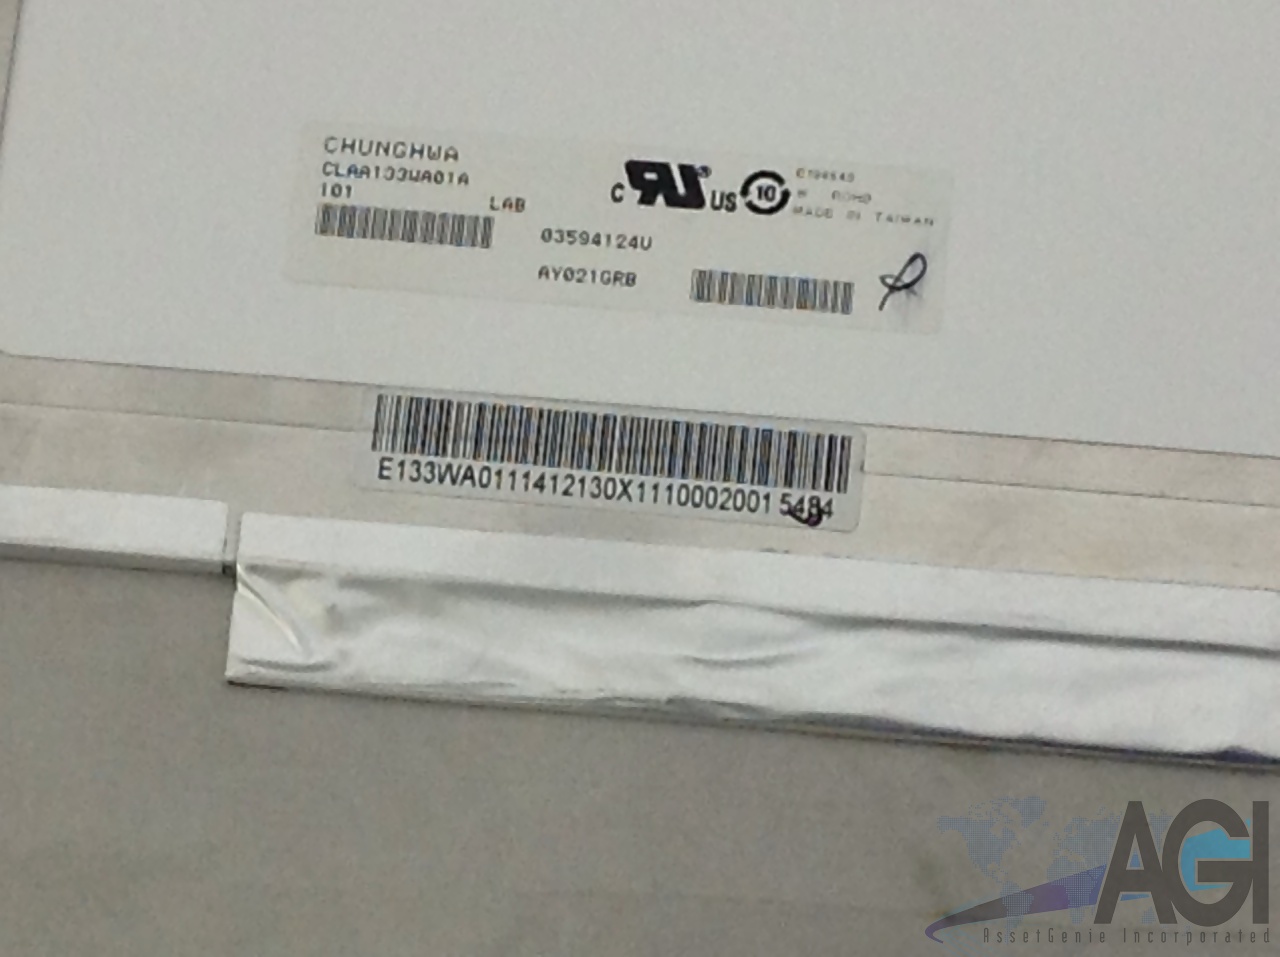 CHUNGHWA
CLAA133WA01A
101
LAB
C US 10
MADE IN TAIWAN
03594124U
AY021GRB
E133WA0111412130X1110002001 5484
AGI
AssetGenie Incorporated